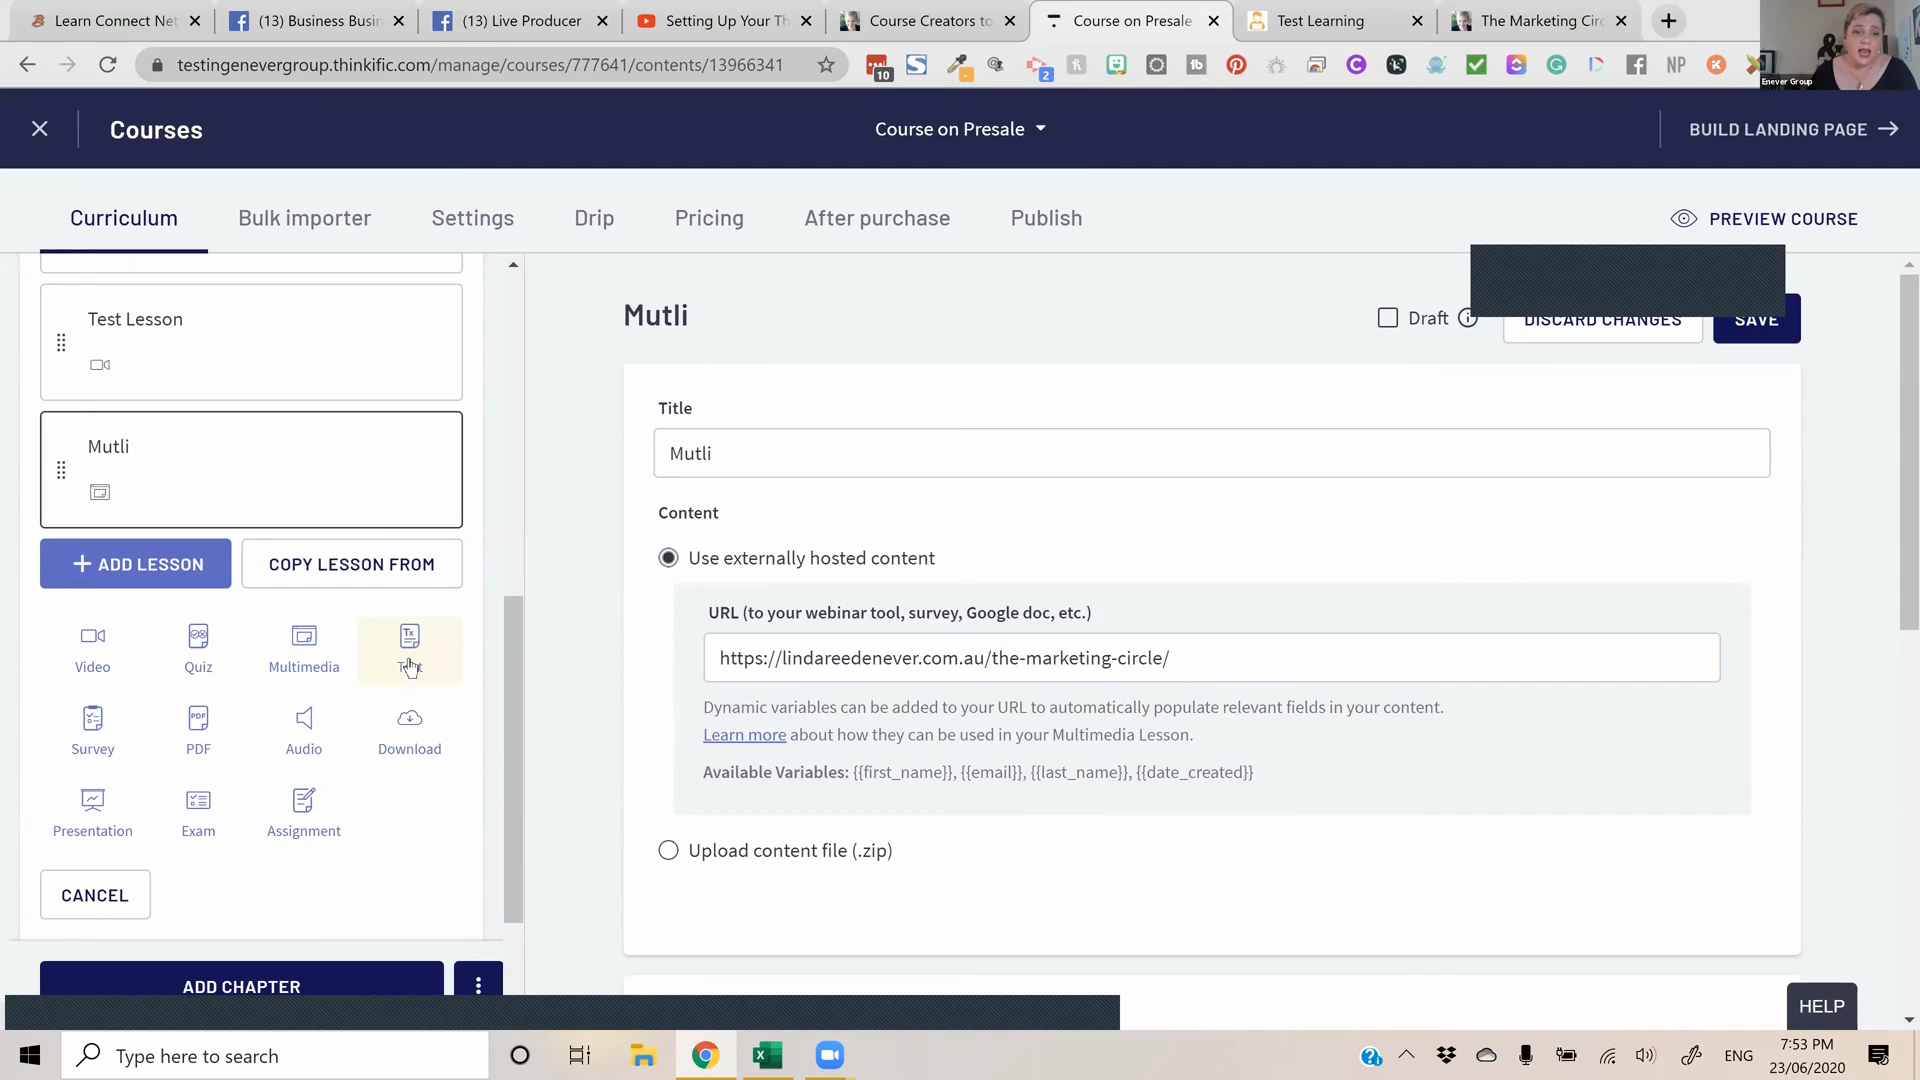 Learn Connect Net
(13) Business Busin
(13) Live Producer
Setting Up Your Th
Course Creators to
Course on Presale
Test Learning
The Marketing Circ
testingenevergroup.thinkific.com/manage/courses/777641/contents/13966341
10
2
NP
Enever Group
Courses
Course on Presale
BUILD LANDING PAGE
Curriculum
Bulk importer
Settings
Drip
Pricing
After purchase
Publish
PREVIEW COURSE
Test Lesson
Mutli
+ ADD LESSON
COPY LESSON FROM
Video
Quiz
Multimedia
Text
Survey
PDF
Audio
Download
Presentation
Exam
Assignment
CANCEL
ADD CHAPTER
Mutli
Draft
DISCARD CHANGES
SAVE
Title
Mutli
Content
Use externally hosted content
URL (to your webinar tool, survey, Google doc, etc.)
https://lindareedenever.com.au/the-marketing-circle/
Dynamic variables can be added to your URL to automatically populate relevant fields in your content.
Learn more about how they can be used in your Multimedia Lesson.
Available Variables: {{first_name}}, {{email}}, {{last_name}}, {{date_created}}
Upload content file (.zip)
HELP
Type here to search
ENG
7:53 PM
23/06/2020